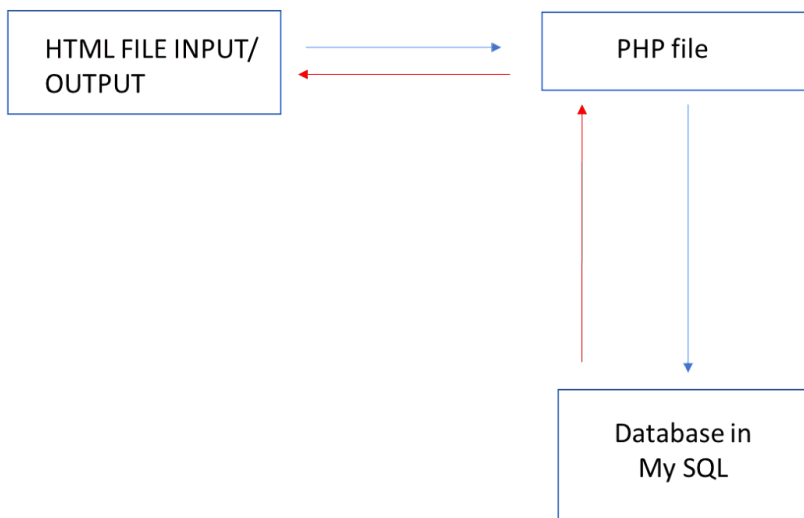 HTML FILE INPUT/
OUTPUT
PHP file
Database in
My SQL